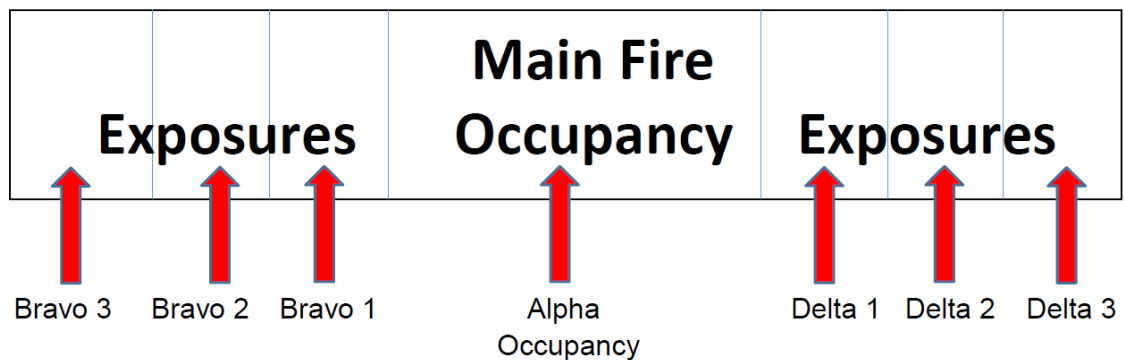 Main Fire
Exposures Occupancy Exposures
Bravo 3 Bravo 2 Bravo 1 Alpha Delta 1 Delta 2 Delta 3
Occupancy